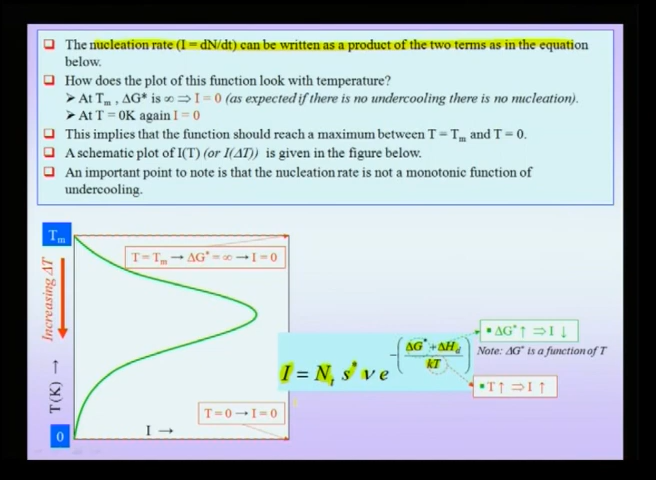 ❑ The nucleation rate (I = dN/dt) can be written as a product of the two terms as in the equation
below.
❑ How does the plot of this function look with temperature?
➤ At Tₘ , ΔG* is ∞ ⇒ I = 0 (as expected if there is no undercooling there is no nucleation).
➤ At T = 0K again I = 0
❑ This implies that the function should reach a maximum between T = Tₘ and T = 0.
❑ A schematic plot of I(T) (or I(ΔT)) is given in the figure below.
❑ An important point to note is that the nucleation rate is not a monotonic function of
undercooling.
Tₘ
Increasing ΔT
T = Tₘ → ΔG* = ∞ → I = 0
T (K) →
T = 0 → I = 0
0
I →
I = Nₜ s* ν e^−((ΔG* + ΔH_d)/kT)
▪ ΔG* ↑ ⇒ I ↓
Note: ΔG* is a function of T
▪ T ↑ ⇒ I ↑